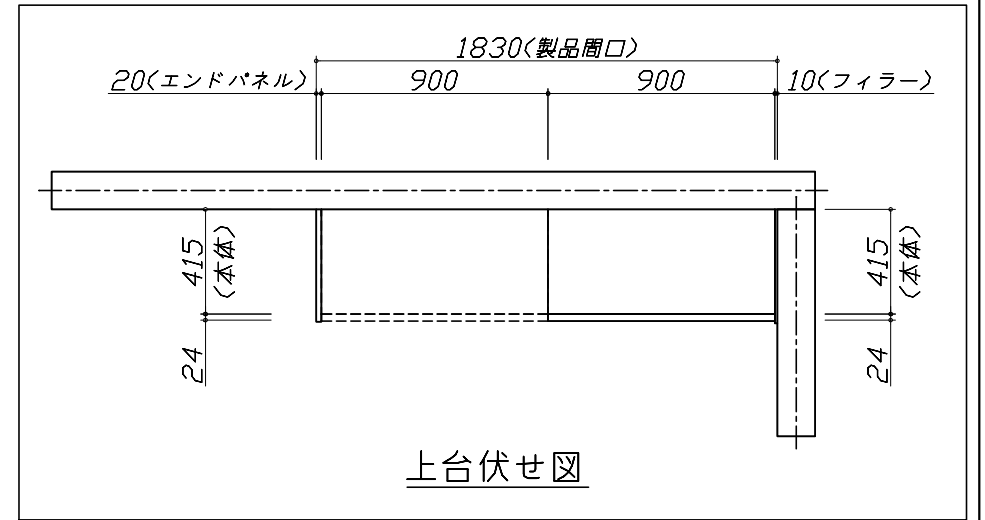 1830(製品間口)
20(エンドパネル)
900
900
10(フィラー)
415
(本体)
24
415
(本体)
24
上台伏せ図